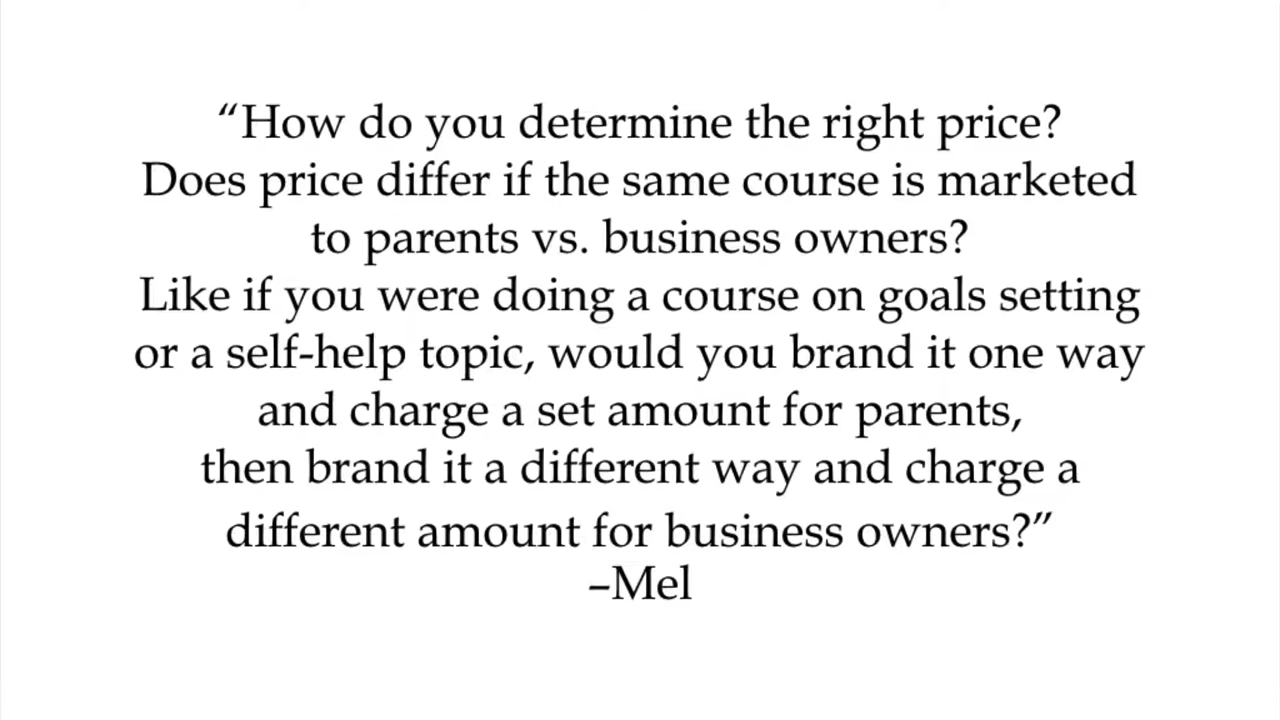 “How do you determine the right price?
Does price differ if the same course is marketed
to parents vs. business owners?
Like if you were doing a course on goals setting
or a self-help topic, would you brand it one way
and charge a set amount for parents,
then brand it a different way and charge a
different amount for business owners?”
–Mel